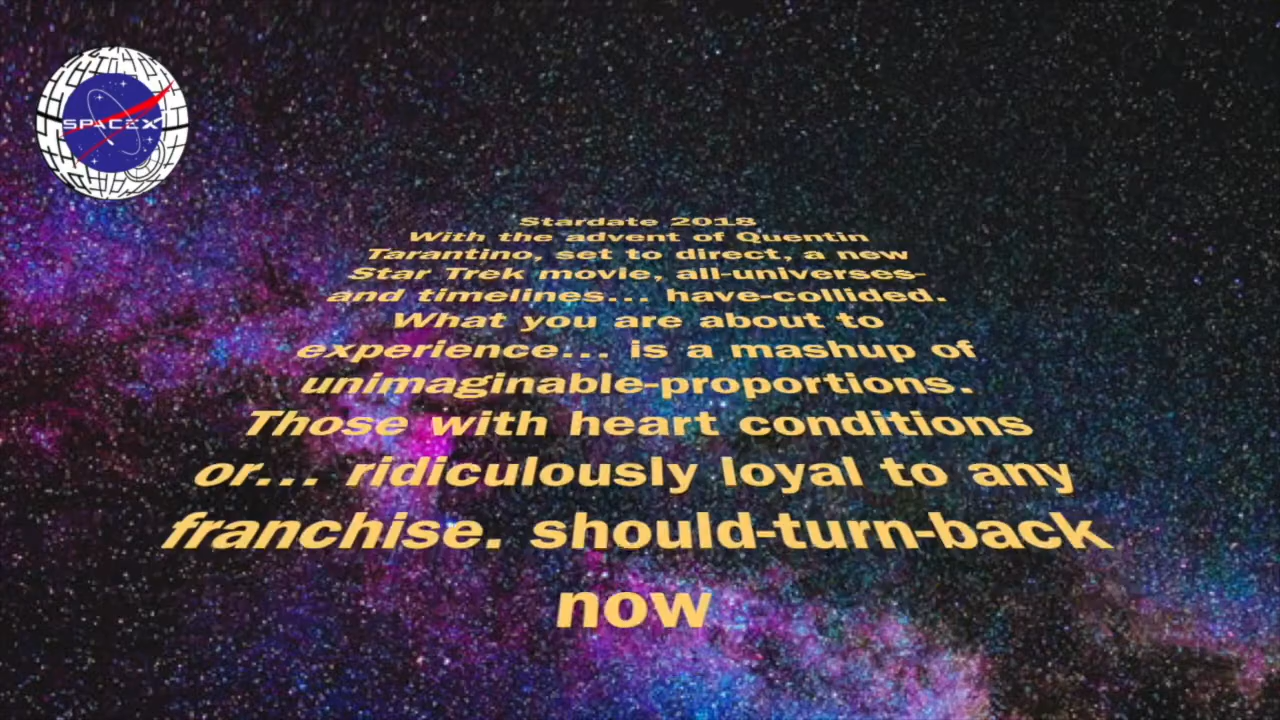 SPACEX
Stardate 2018
With the advent of Quentin
Tarantino, set to direct, a new
Star Trek movie, all-universes-
and timelines... have-collided.
What you are about to
experience... is a mashup of
unimaginable-proportions.
Those with heart conditions
or... ridiculously loyal to any
franchise. should-turn-back
now